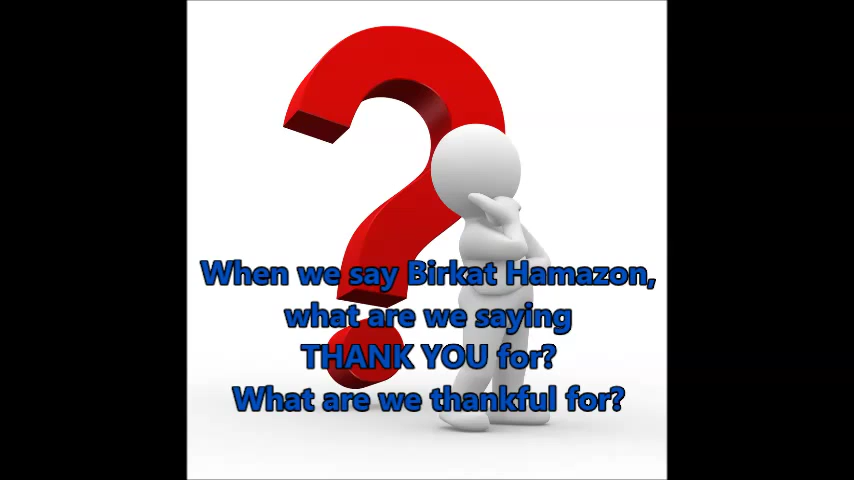 When we say Birkat Hamazon,
what are we saying
THANK YOU for?
What are we thankful for?